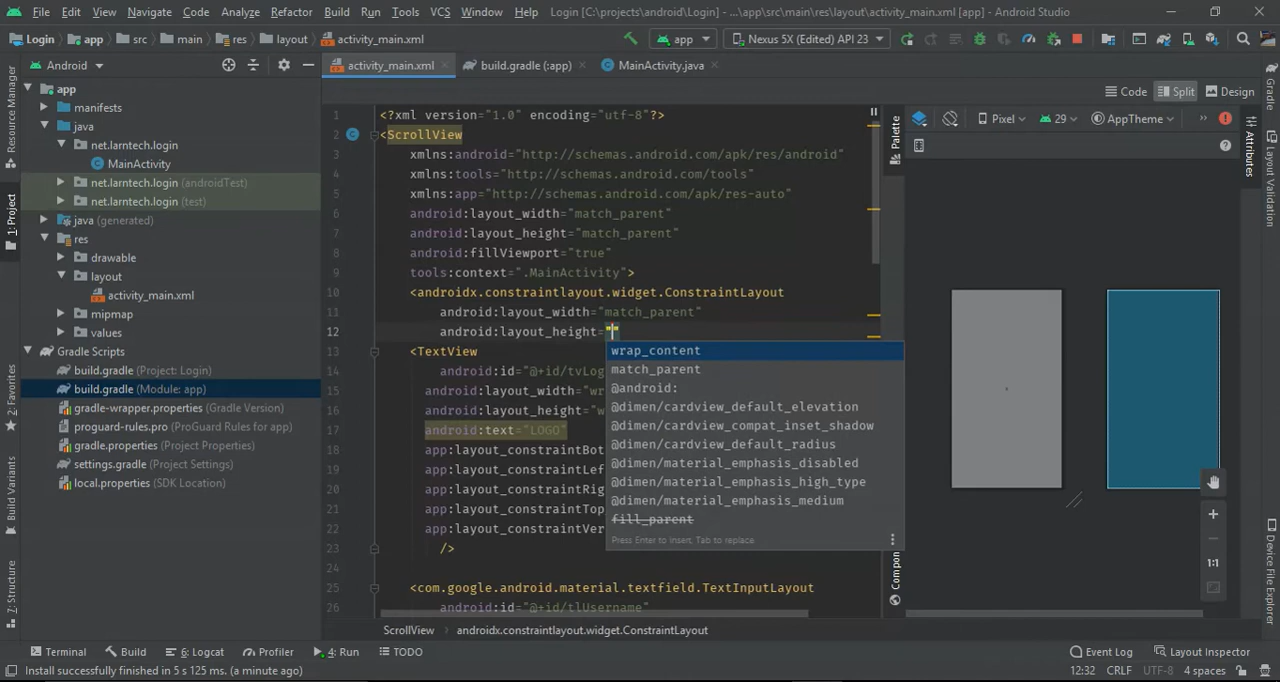 File Edit View Navigate Code Analyze Refactor Build Run Tools VCS Window Help Login [C:\projects\android\Login] - ...\app\src\main\res\layout\activity_main.xml [app] - Android Studio
Login app src main res layout activity_main.xml app Nexus 5X (Edited) API 23
Android activity_main.xml build.gradle (:app) MainActivity.java
Code Split Design
Pixel 29 AppTheme
Resource Manager
1: Project
2: Favorites
Build Variants
7: Structure
app
manifests
java
net.larntech.login
MainActivity
net.larntech.login (androidTest)
net.larntech.login (test)
java (generated)
res
drawable
layout
activity_main.xml
mipmap
values
Gradle Scripts
build.gradle (Project: Login)
build.gradle (Module: app)
gradle-wrapper.properties (Gradle Version)
proguard-rules.pro (ProGuard Rules for app)
gradle.properties (Project Properties)
settings.gradle (Project Settings)
local.properties (SDK Location)
1 <?xml version="1.0" encoding="utf-8"?>
2 <ScrollView
3 xmlns:android="http://schemas.android.com/apk/res/android"
4 xmlns:tools="http://schemas.android.com/tools"
5 xmlns:app="http://schemas.android.com/apk/res-auto"
6 android:layout_width="match_parent"
7 android:layout_height="match_parent"
8 android:fillViewport="true"
9 tools:context=".MainActivity">
10 <androidx.constraintlayout.widget.ConstraintLayout
11 android:layout_width="match_parent"
12 android:layout_height=""
13 <TextView
14 android:id="@+id/tvLog
15 android:layout_width="wr
16 android:layout_height="w
17 android:text="LOGO"
18 app:layout_constraintBot
19 app:layout_constraintLef
20 app:layout_constraintRig
21 app:layout_constraintTop
22 app:layout_constraintVer
23 />
24
25 <com.google.android.material.textfield.TextInputLayout
26 android:id="@+id/tlUsername"
wrap_content
match_parent
@android:
@dimen/cardview_default_elevation
@dimen/cardview_compat_inset_shadow
@dimen/cardview_default_radius
@dimen/material_emphasis_disabled
@dimen/material_emphasis_high_type
@dimen/material_emphasis_medium
fill_parent
Press Enter to insert, Tab to replace
Palette
Compon
1:1
Attributes
Gradle
Layout Validation
Device File Explorer
ScrollView androidx.constraintlayout.widget.ConstraintLayout
Terminal Build 6: Logcat Profiler 4: Run TODO Event Log Layout Inspector
Install successfully finished in 5 s 125 ms. (a minute ago) 12:32 CRLF UTF-8 4 spaces